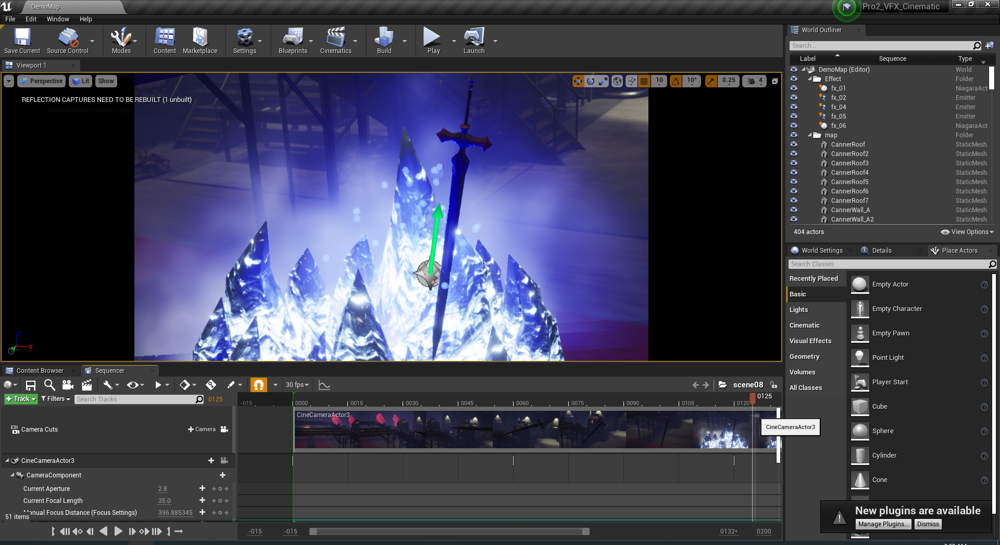 DemoMap
Pro2_VFX_Cinematic
File Edit Window Help
Save Current Source Control Modes Content Marketplace Settings Blueprints Cinematics Build Play Launch
Viewport 1
Perspective Lit Show 10 10° 0.25 4
REFLECTION CAPTURES NEED TO BE REBUILT (1 unbuilt)
Z
X
World Outliner
Search...
Label Sequence Type
DemoMap (Editor) World
Effect Folder
fx_01 NiagaraAct
fx_02 Emitter
fx_04 Emitter
fx_05 Emitter
fx_06 NiagaraAct
map Folder
CannerRoof StaticMesh.
CannerRoof2 StaticMesh.
CannerRoof3 StaticMesh.
CannerRoof4 StaticMesh.
CannerRoof5 StaticMesh.
CannerRoof6 StaticMesh.
CannerRoof7 StaticMesh.
CannerWall_A StaticMesh.
CannerWall_A2 StaticMesh.
404 actors View Options
World Settings Details Place Actors
Search Classes
Recently Placed
Basic
Lights
Cinematic
Visual Effects
Geometry
Volumes
All Classes
Empty Actor
Empty Character
Empty Pawn
Point Light
Player Start
Cube
Sphere
Cylinder
Cone
Content Browser Sequencer
30 fps scene08
Track Filters Search Tracks 0125
-015 0000 0015 0030 0045 0060 0075 0090 0105 0120 0125
CineCameraActor3
Camera Cuts + Camera
CineCameraActor3
CineCameraActor3
CameraComponent
Current Aperture 2.8
Current Focal Length 35.0
Manual Focus Distance (Focus Settings) 396.885345
51 items
-015 -015 0132* 0200
New plugins are available
Manage Plugins... Dismiss